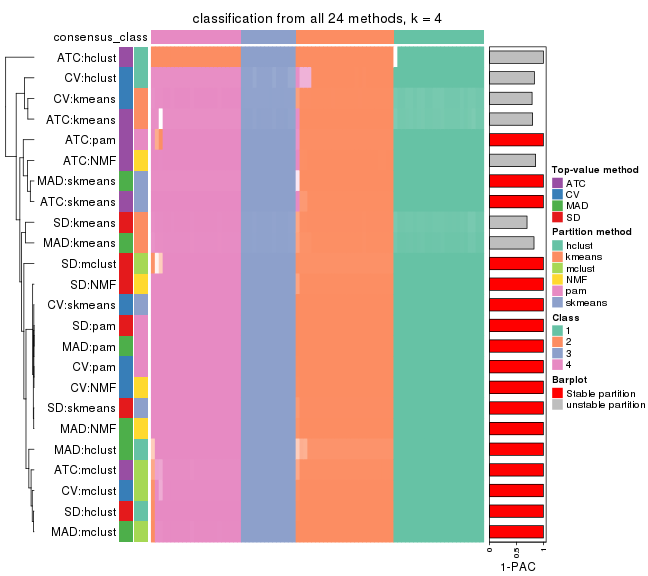 classification from all 24 methods, k = 4
consensus_class
ATC:hclust
CV:hclust
CV:kmeans
ATC:kmeans
ATC:pam
ATC:NMF
MAD:skmeans
ATC:skmeans
SD:kmeans
MAD:kmeans
SD:mclust
SD:NMF
CV:skmeans
SD:pam
MAD:pam
CV:pam
CV:NMF
SD:skmeans
MAD:NMF
MAD:hclust
ATC:mclust
CV:mclust
SD:hclust
MAD:mclust
0
0.5
1
1-PAC
Top-value method
ATC
CV
MAD
SD
Partition method
hclust
kmeans
mclust
NMF
pam
skmeans
Class
1
2
3
4
Barplot
Stable partition
unstable partition